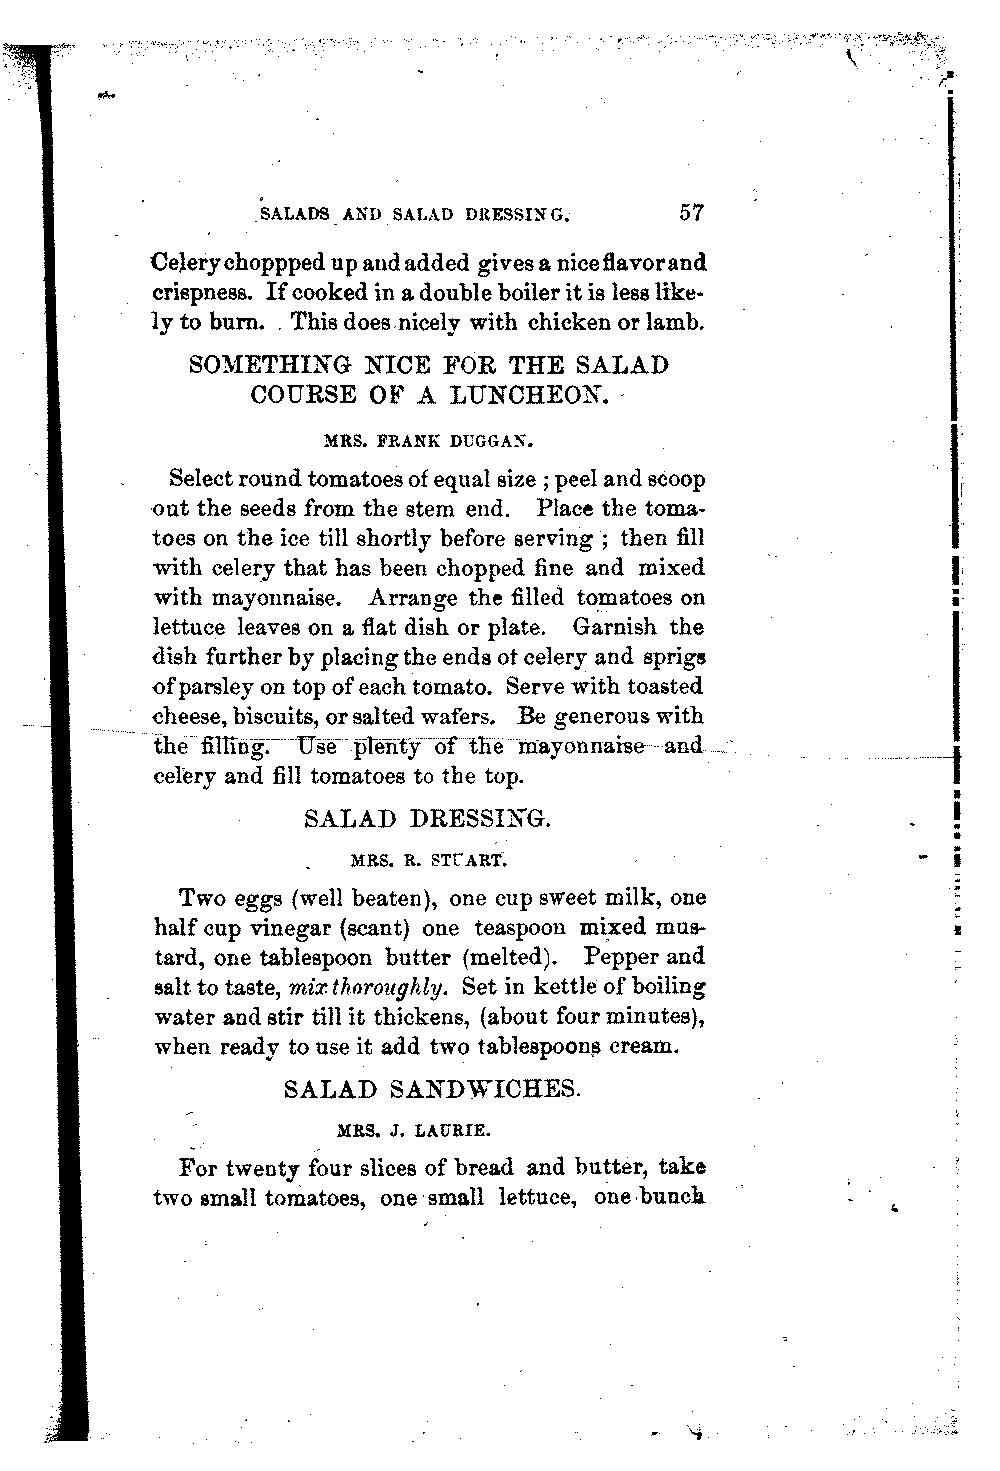 SALADS AND SALAD DRESSING. 57
Celery choppped up and added gives a nice flavor and
crispness. If cooked in a double boiler it is less like-
ly to burn. This does nicely with chicken or lamb.
SOMETHING NICE FOR THE SALAD
COURSE OF A LUNCHEON.
MRS. FRANK DUGGAN.
Select round tomatoes of equal size ; peel and scoop
out the seeds from the stem end. Place the toma-
toes on the ice till shortly before serving ; then fill
with celery that has been chopped fine and mixed
with mayonnaise. Arrange the filled tomatoes on
lettuce leaves on a flat dish or plate. Garnish the
dish further by placing the ends of celery and sprigs
of parsley on top of each tomato. Serve with toasted
cheese, biscuits, or salted wafers. Be generous with
the filling. Use plenty of the mayonnaise and
celery and fill tomatoes to the top.
SALAD DRESSING.
MRS. R. STUART.
Two eggs (well beaten), one cup sweet milk, one
half cup vinegar (scant) one teaspoon mixed mus-
tard, one tablespoon butter (melted). Pepper and
salt to taste, mix thoroughly. Set in kettle of boiling
water and stir till it thickens, (about four minutes),
when ready to use it add two tablespoons cream.
SALAD SANDWICHES.
MRS. J. LAURIE.
For twenty four slices of bread and butter, take
two small tomatoes, one small lettuce, one bunch